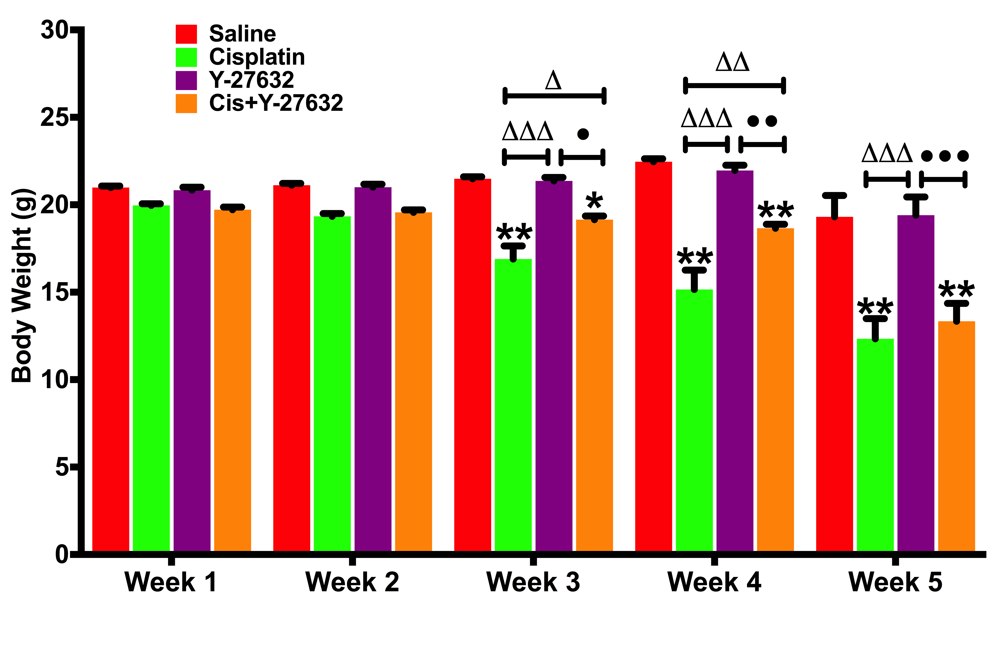 Body Weight (g)
30
25
20
15
10
5
0
Saline
Cisplatin
Y-27632
Cis+Y-27632
Δ
ΔΔΔ
•
**
*
ΔΔ
ΔΔΔ
••
**
**
ΔΔΔ
•••
**
**
Week 1
Week 2
Week 3
Week 4
Week 5